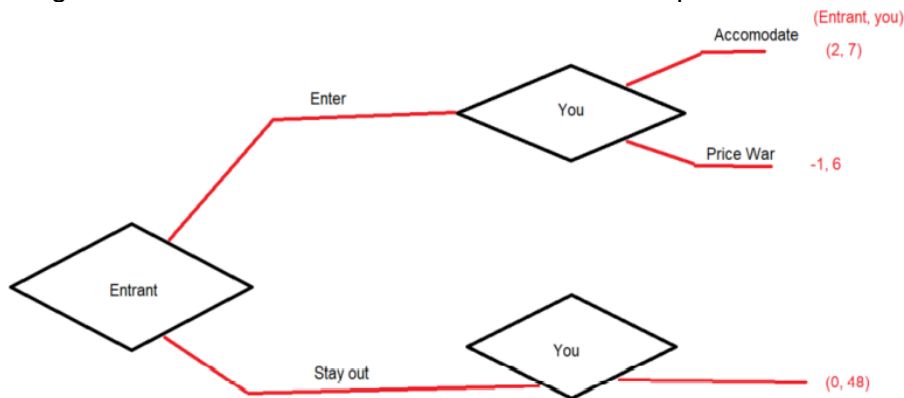 (Entrant, you)
Accomodate
(2, 7)
Enter
You
Price War
-1, 6
Entrant
You
Stay out
(0, 48)